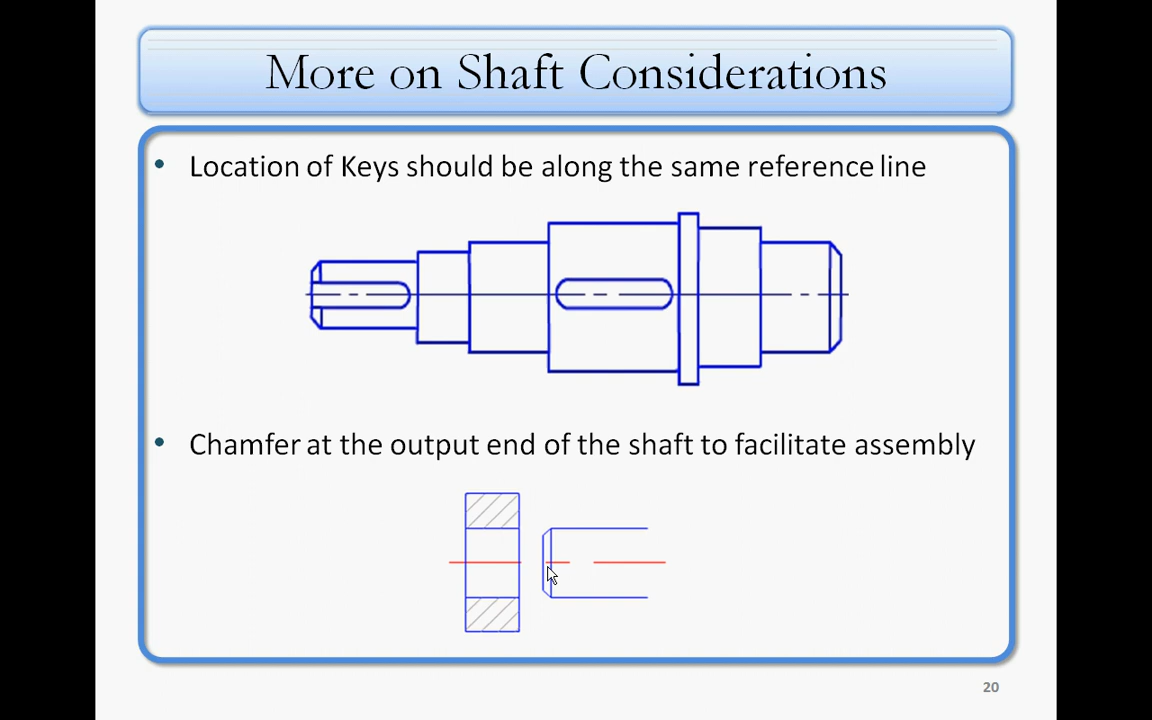 More on Shaft Considerations
• Location of Keys should be along the same reference line
• Chamfer at the output end of the shaft to facilitate assembly
20